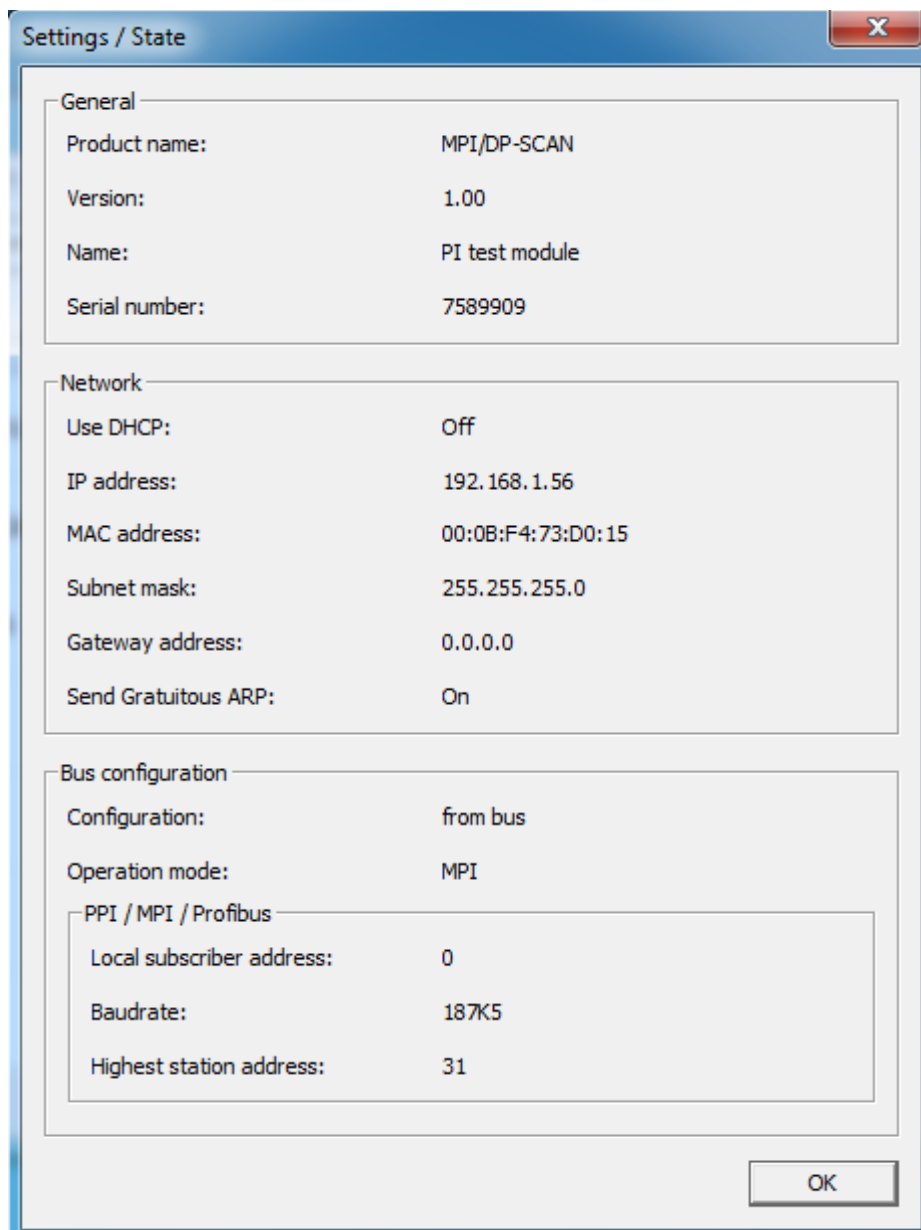 Settings / State
General
Product name: MPI/DP-SCAN
Version: 1.00
Name: PI test module
Serial number: 7589909
Network
Use DHCP: Off
IP address: 192.168.1.56
MAC address: 00:0B:F4:73:D0:15
Subnet mask: 255.255.255.0
Gateway address: 0.0.0.0
Send Gratuitous ARP: On
Bus configuration
Configuration: from bus
Operation mode: MPI
PPI / MPI / Profibus
Local subscriber address: 0
Baudrate: 187K5
Highest station address: 31
OK